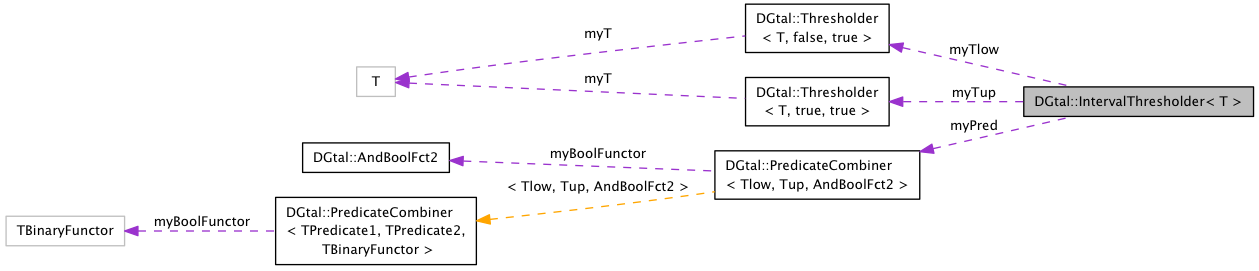 DGtal::Thresholder
< T, false, true >
myT
myTlow
T
myT
DGtal::Thresholder
< T, true, true >
myTup
DGtal::IntervalThresholder< T >
myPred
DGtal::AndBoolFct2
myBoolFunctor
DGtal::PredicateCombiner
< Tlow, Tup, AndBoolFct2 >
< Tlow, Tup, AndBoolFct2 >
TBinaryFunctor
myBoolFunctor
DGtal::PredicateCombiner
< TPredicate1, TPredicate2,
TBinaryFunctor >